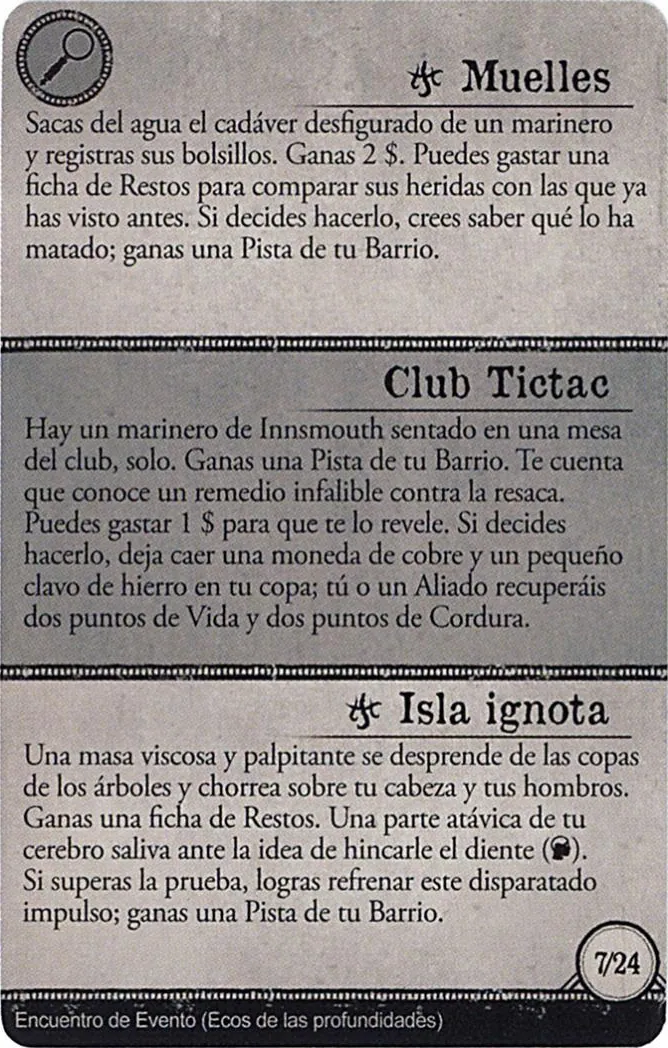 Muelles
Sacas del agua el cadáver desfigurado de un marinero
y registras sus bolsillos. Ganas 2 $. Puedes gastar una
ficha de Restos para comparar sus heridas con las que ya
has visto antes. Si decides hacerlo, crees saber qué lo ha
matado; ganas una Pista de tu Barrio.
Club Tictac
Hay un marinero de Innsmouth sentado en una mesa
del club, solo. Ganas una Pista de tu Barrio. Te cuenta
que conoce un remedio infalible contra la resaca.
Puedes gastar 1 $ para que te lo revele. Si decides
hacerlo, deja caer una moneda de cobre y un pequeño
clavo de hierro en tu copa; tú o un Aliado recuperáis
dos puntos de Vida y dos puntos de Cordura.
Isla ignota
Una masa viscosa y palpitante se desprende de las copas
de los árboles y chorrea sobre tu cabeza y tus hombros.
Ganas una ficha de Restos. Una parte atávica de tu
cerebro saliva ante la idea de hincarle el diente ( ).
Si superas la prueba, logras refrenar este disparatado
impulso; ganas una Pista de tu Barrio.
7/24
Encuentro de Evento (Ecos de las profundidades)